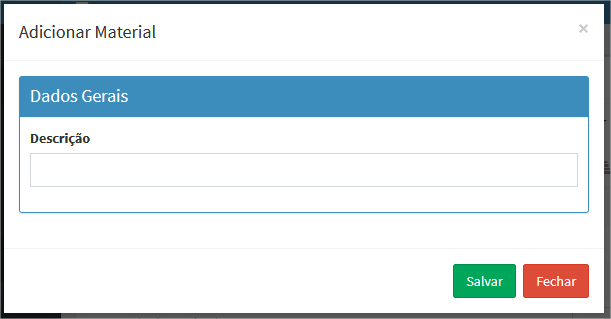 Adicionar Material
×
Dados Gerais
Descrição
Salvar
Fechar